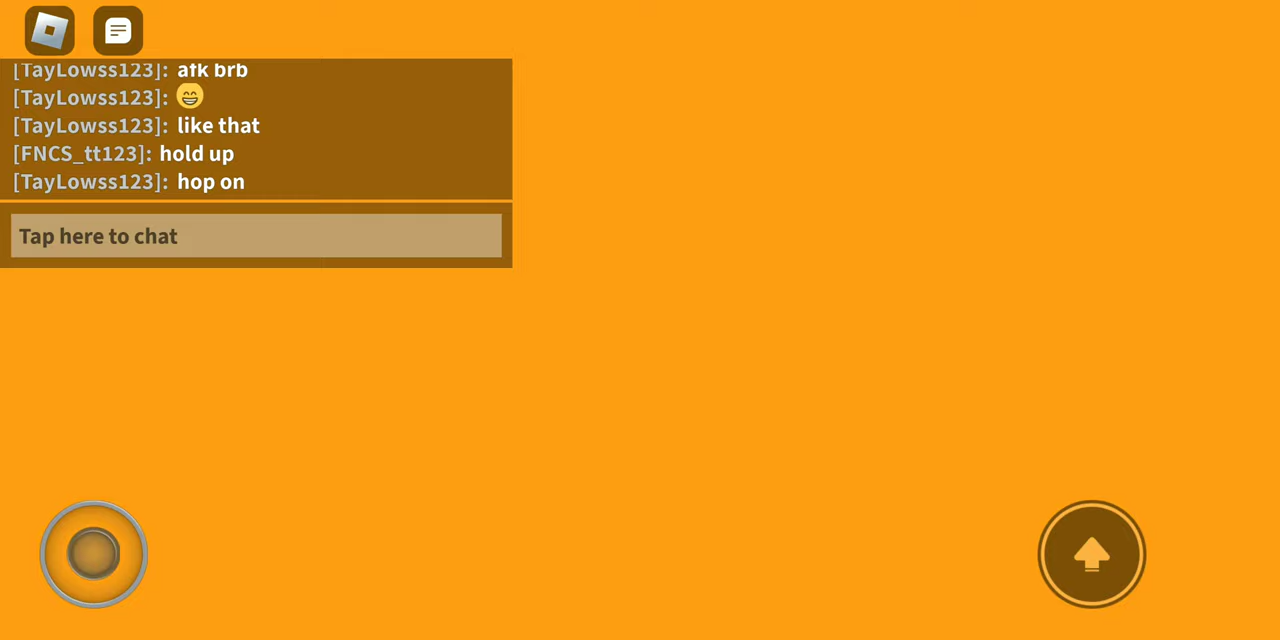 [TayLowss123]: afk brb
[TayLowss123]: 😁
[TayLowss123]: like that
[FNCS_tt123]: hold up
[TayLowss123]: hop on
Tap here to chat